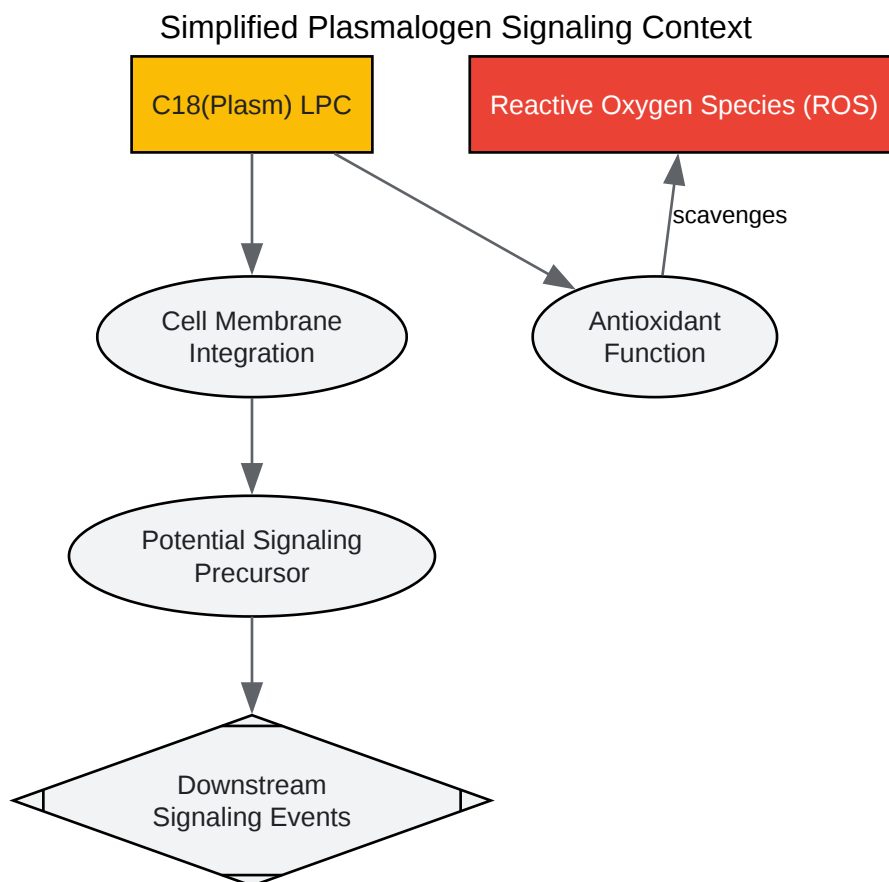 Simplified Plasmalogen Signaling Context
C18(Plasm) LPC
Reactive Oxygen Species (ROS)
scavenges
Cell Membrane
Integration
Antioxidant
Function
Potential Signaling
Precursor
Downstream
Signaling Events